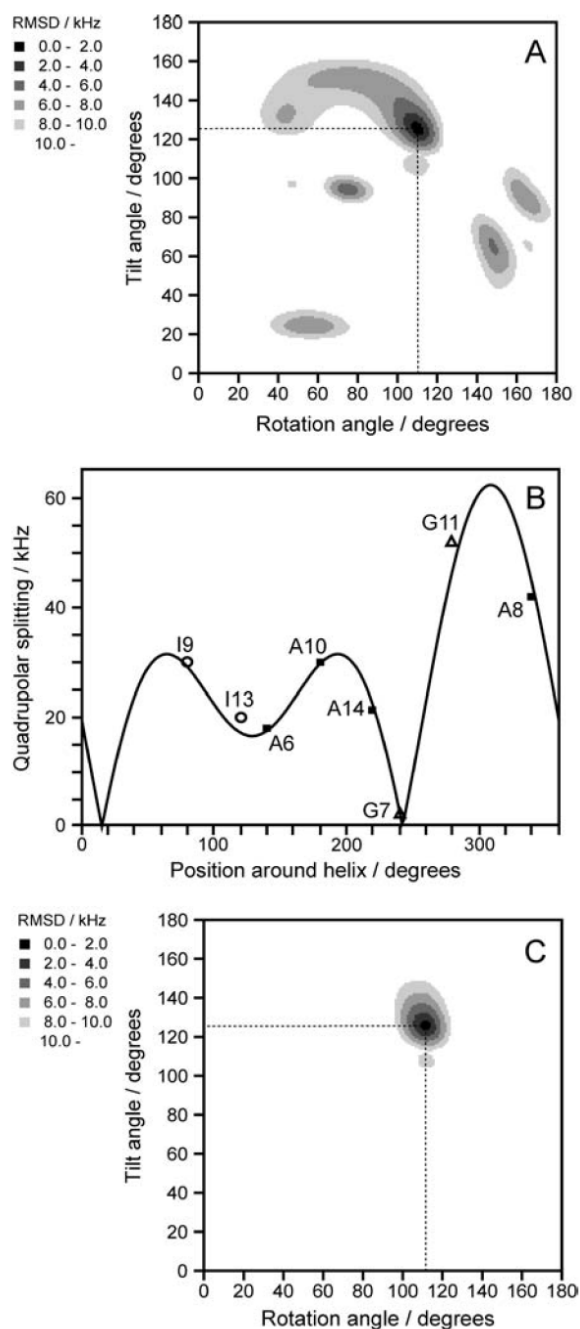 RMSD / kHz
0.0 - 2.0
2.0 - 4.0
4.0 - 6.0
6.0 - 8.0
8.0 - 10.0
10.0 -
A
180
160
140
120
100
80
60
40
20
0
Tilt angle / degrees
0 20 40 60 80 100 120 140 160 180
Rotation angle / degrees
B
60
40
20
0
Quadrupolar splitting / kHz
G11
A8
I9
A10
I13
A14
A6
G7
0 100 200 300
Position around helix / degrees
RMSD / kHz
0.0 - 2.0
2.0 - 4.0
4.0 - 6.0
6.0 - 8.0
8.0 - 10.0
10.0 -
C
180
160
140
120
100
80
60
40
20
0
Tilt angle / degrees
0 20 40 60 80 100 120 140 160 180
Rotation angle / degrees